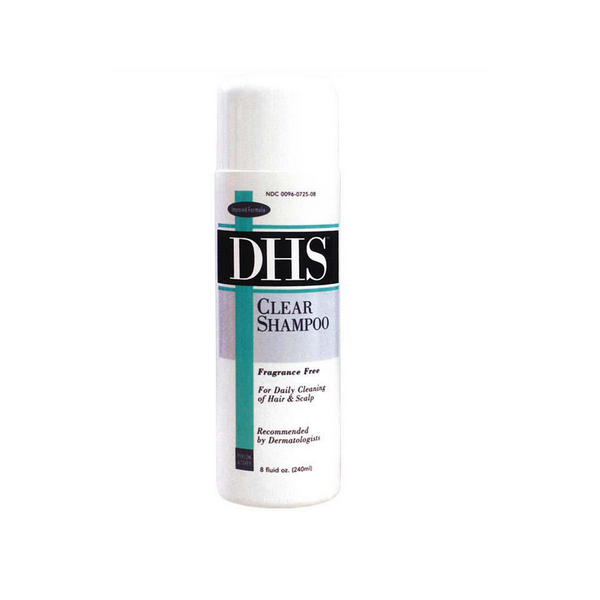 NDC 0096-0725-08
Improved Formula
DHS™
CLEAR
SHAMPOO
Fragrance Free
For Daily Cleaning
of Hair & Scalp
Recommended
by Dermatologists
8 fluid oz. (240ml)